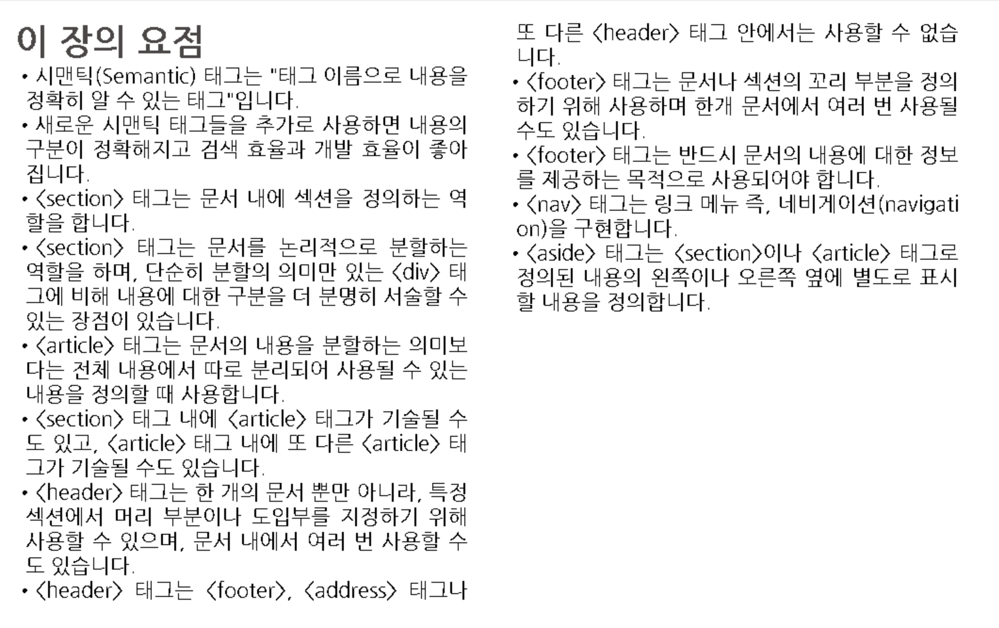 이 장의 요점
• 시맨틱(Semantic) 태그는 "태그 이름으로 내용을
정확히 알 수 있는 태그"입니다.
• 새로운 시맨틱 태그들을 추가로 사용하면 내용의
구분이 정확해지고 검색 효율과 개발 효율이 좋아
집니다.
• 〈section〉 태그는 문서 내에 섹션을 정의하는 역
할을 합니다.
• 〈section〉 태그는 문서를 논리적으로 분할하는
역할을 하며, 단순히 분할의 의미만 있는 〈div〉 태
그에 비해 내용에 대한 구분을 더 분명히 서술할 수
있는 장점이 있습니다.
• 〈article〉 태그는 문서의 내용을 분할하는 의미보
다는 전체 내용에서 따로 분리되어 사용될 수 있는
내용을 정의할 때 사용합니다.
• 〈section〉 태그 내에 〈article〉 태그가 기술될 수
도 있고, 〈article〉 태그 내에 또 다른 〈article〉 태
그가 기술될 수도 있습니다.
• 〈header〉 태그는 한 개의 문서 뿐만 아니라, 특정
섹션에서 머리 부분이나 도입부를 지정하기 위해
사용할 수 있으며, 문서 내에서 여러 번 사용할 수
도 있습니다.
• 〈header〉 태그는 〈footer〉, 〈address〉 태그나
또 다른 〈header〉 태그 안에서는 사용할 수 없습
니다.
• 〈footer〉 태그는 문서나 섹션의 꼬리 부분을 정의
하기 위해 사용하며 한개 문서에서 여러 번 사용될
수도 있습니다.
• 〈footer〉 태그는 반드시 문서의 내용에 대한 정보
를 제공하는 목적으로 사용되어야 합니다.
• 〈nav〉 태그는 링크 메뉴 즉, 네비게이션(navigati
on)을 구현합니다.
• 〈aside〉 태그는 〈section〉이나 〈article〉 태그로
정의된 내용의 왼쪽이나 오른쪽 옆에 별도로 표시
할 내용을 정의합니다.